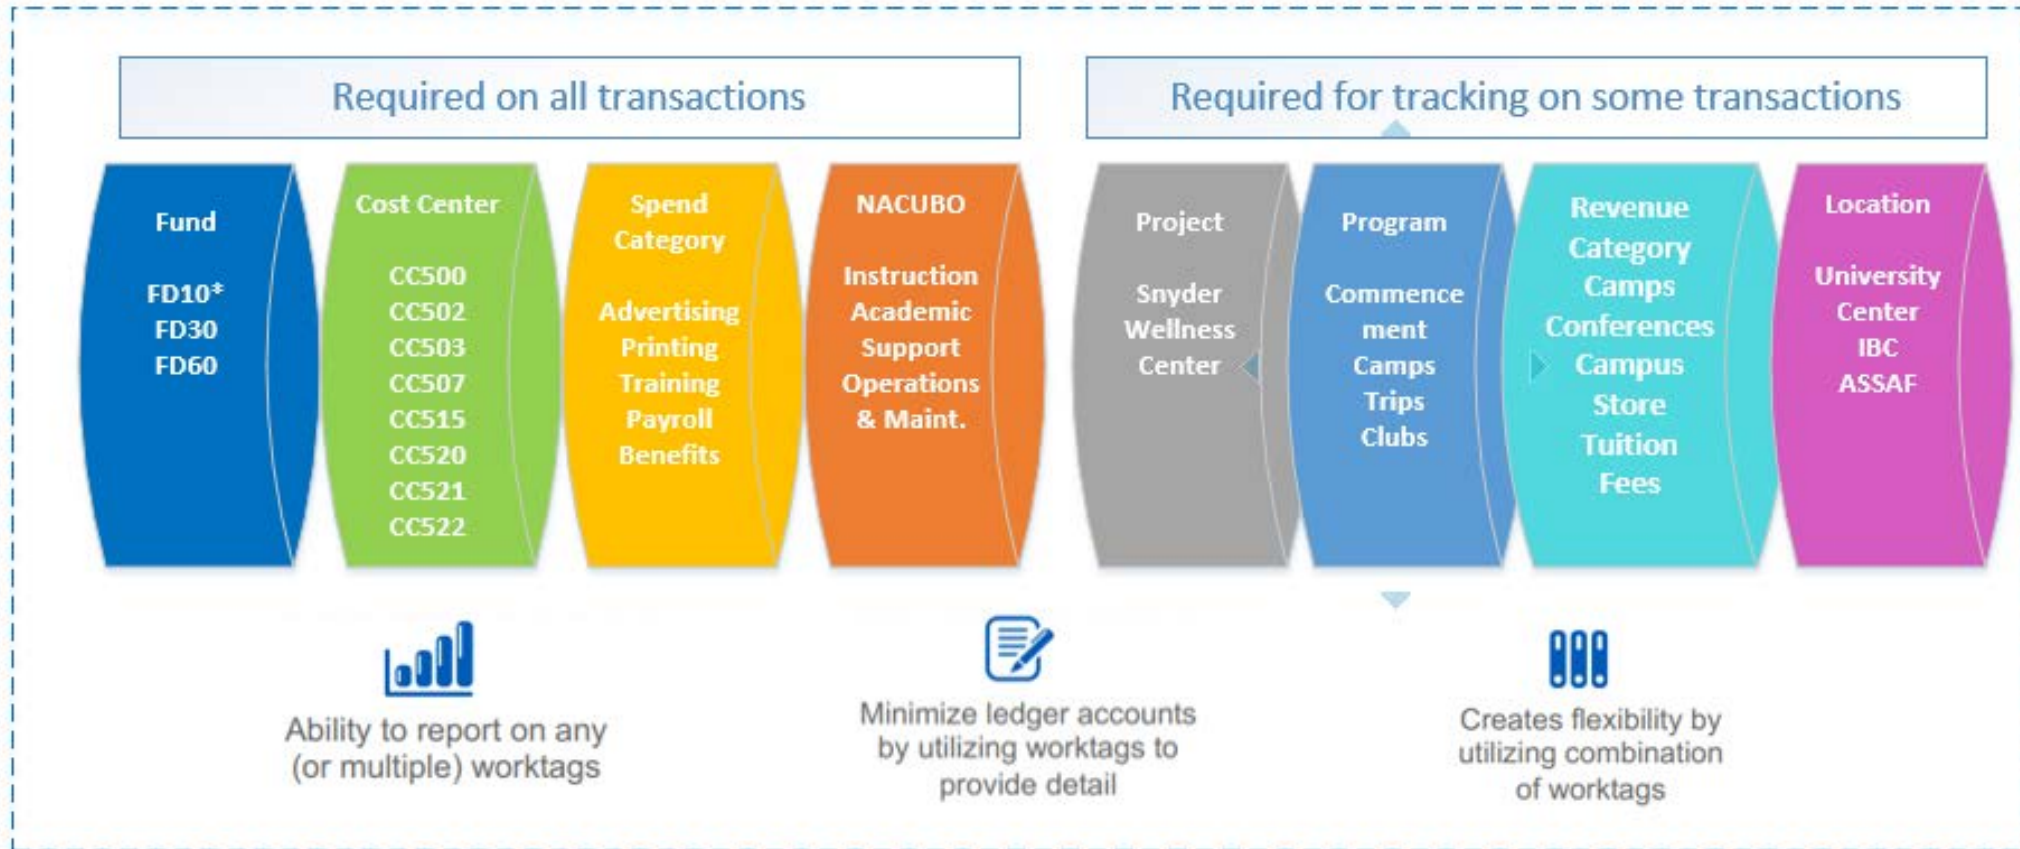 Required on all transactions
Required for tracking on some transactions
Fund
FD10*
FD30
FD60
Cost Center
CC500
CC502
CC503
CC507
CC515
CC520
CC521
CC522
Spend
Category
Advertising
Printing
Training
Payroll
Benefits
NACUBO
Instruction
Academic
Support
Operations
& Maint.
Project
Snyder
Wellness
Center
Program
Commence
ment
Camps
Trips
Clubs
Revenue
Category
Camps
Conferences
Campus
Store
Tuition
Fees
Location
University
Center
IBC
ASSAF
Ability to report on any
(or multiple) worktags
Minimize ledger accounts
by utilizing worktags to
provide detail
Creates flexibility by
utilizing combination
of worktags